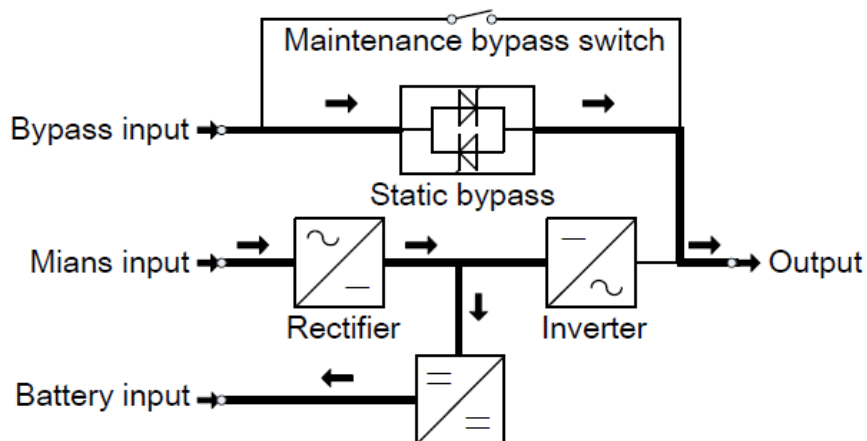 Maintenance bypass switch
Bypass input
Static bypass
Mians input
Output
Rectifier
Inverter
Battery input